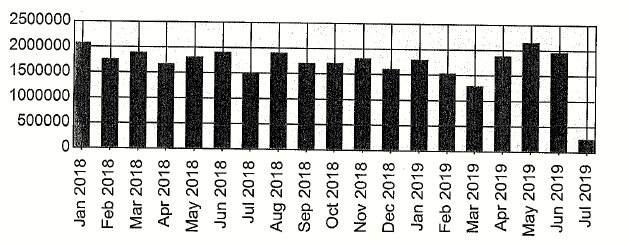 2500000
2000000
1500000
1000000
500000
0
Jan 2018
Feb 2018
Mar 2018
Apr 2018
May 2018
Jun 2018
Jul 2018
Aug 2018
Sep 2018
Oct 2018
Nov 2018
Dec 2018
Jan 2019
Feb 2019
Mar 2019
Apr 2019
May 2019
Jun 2019
Jul 2019